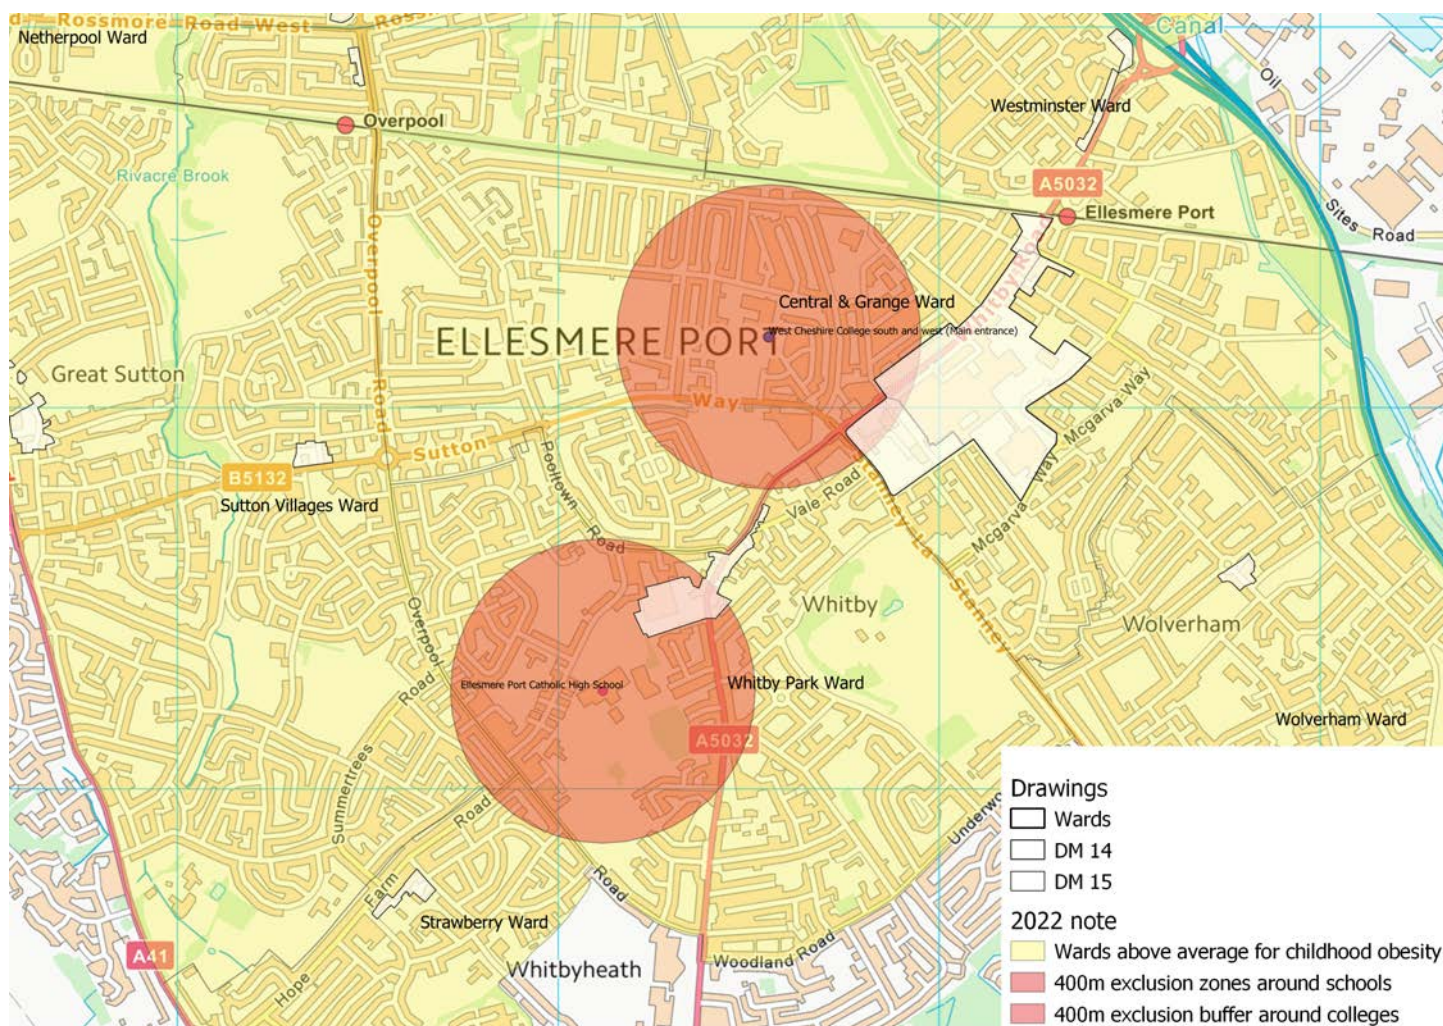 Rossmore Road West
Netherpool Ward
Canal
Oil
Sites Road
Westminster Ward
Overpool
Rivacre Brook
A5032
Ellesmere Port
Overpool Road
Whitby Road
Central & Grange Ward
West Cheshire College south and west (Main entrance)
ELLESMERE PORT
Great Sutton
Way
Sutton
Mcgarva Way
B5132
Pooltown Road
Sutton Villages Ward
Vale Road
Mcgarva Way
Stanney La
Stanney
Whitby
Wolverham
Overpool Road
Ellesmere Port Catholic High School
Whitby Park Ward
Wolverham Ward
A5032
Summertrees Road
Farm Road
Hope
Strawberry Ward
Road
Woodland Road
A41
Whitbyheath
Drawings
Wards
DM 14
DM 15
2022 note
Wards above average for childhood obesity
400m exclusion zones around schools
400m exclusion buffer around colleges